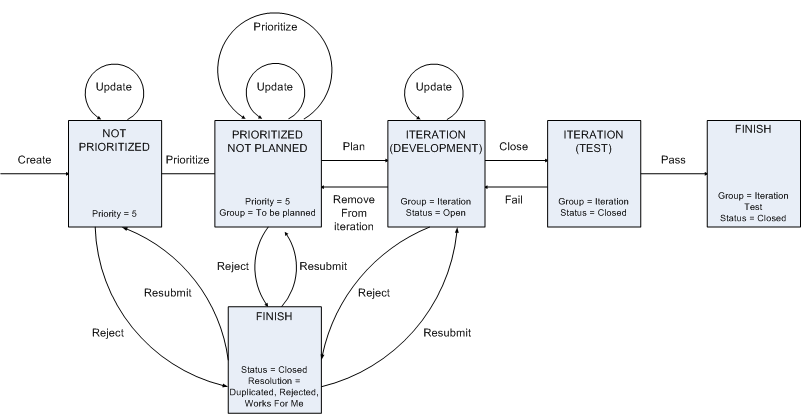 Prioritize
Update
Update
Update
Create
NOT
PRIORITIZED
Priority = 5
Prioritize
PRIORITIZED
NOT PLANNED
Priority = 5
Group = To be planned
Plan
Remove
From
iteration
ITERATION
(DEVELOPMENT)
Group = Iteration
Status = Open
Close
Fail
ITERATION
(TEST)
Group = Iteration
Status = Closed
Pass
FINISH
Group = Iteration
Test
Status = Closed
Reject
Resubmit
Resubmit
Reject
Reject
Resubmit
FINISH
Status = Closed
Resolution =
Duplicated, Rejected,
Works For Me